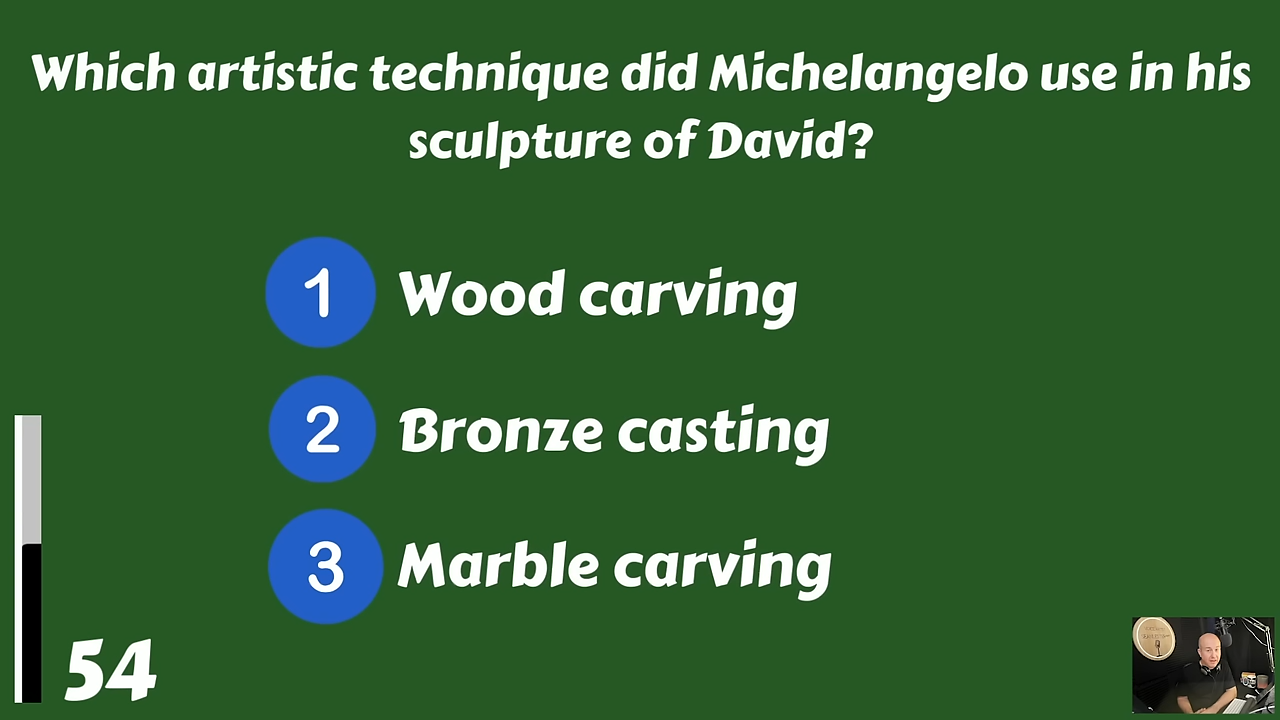 Which artistic technique did Michelangelo use in his
sculpture of David?
1 Wood carving
2 Bronze casting
3 Marble carving
54